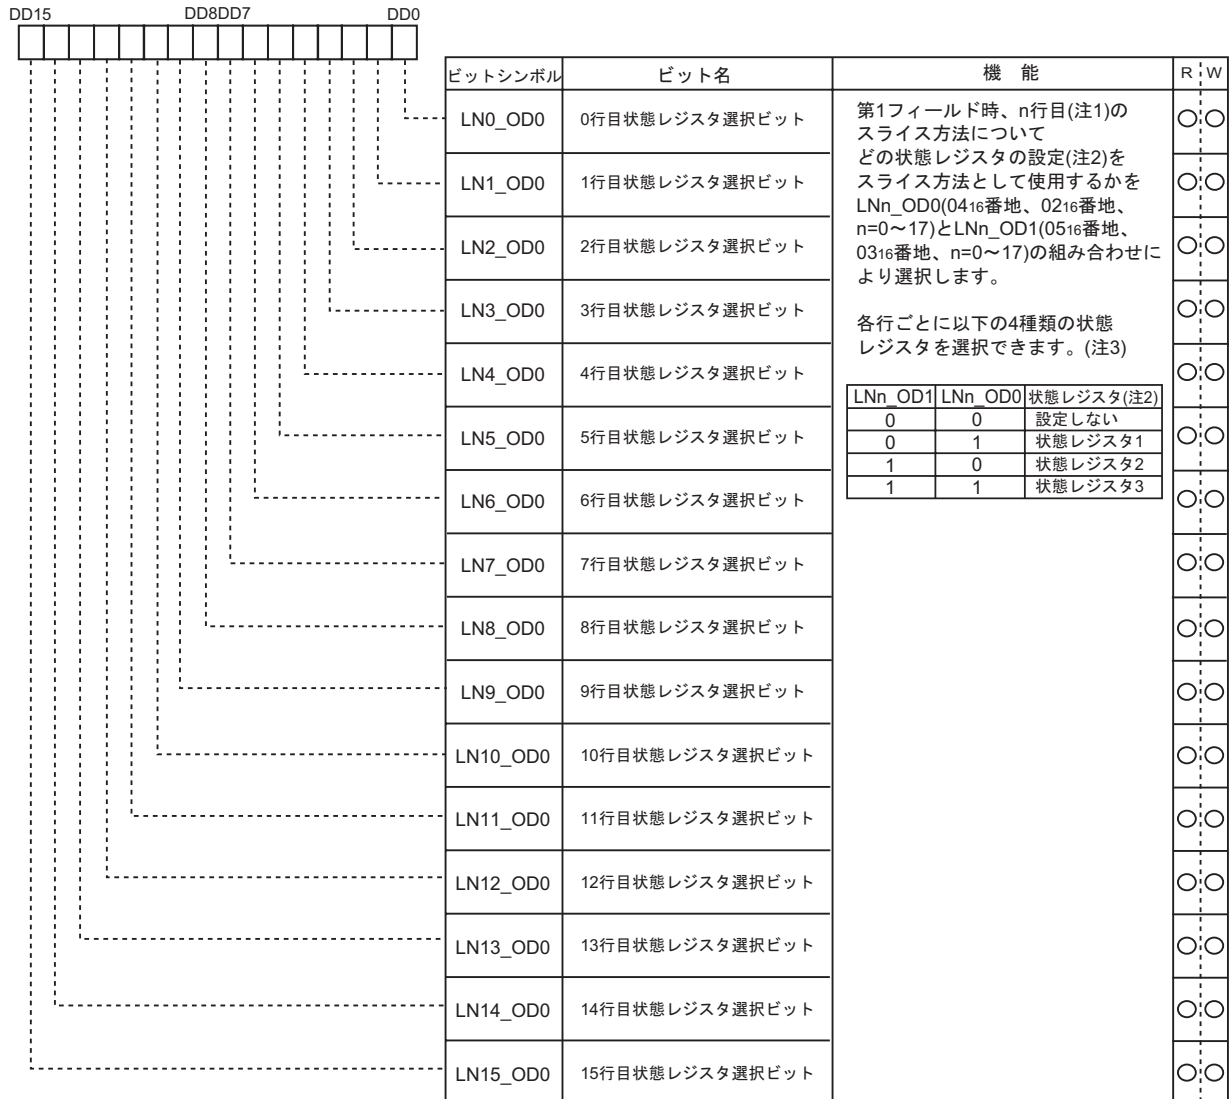 DD15 DD8DD7 DD0
ビットシンボル ビット名 機 能 R W
LN0_OD0 0行目状態レジスタ選択ビット
LN1_OD0 1行目状態レジスタ選択ビット
LN2_OD0 2行目状態レジスタ選択ビット
LN3_OD0 3行目状態レジスタ選択ビット
LN4_OD0 4行目状態レジスタ選択ビット
LN5_OD0 5行目状態レジスタ選択ビット
LN6_OD0 6行目状態レジスタ選択ビット
LN7_OD0 7行目状態レジスタ選択ビット
LN8_OD0 8行目状態レジスタ選択ビット
LN9_OD0 9行目状態レジスタ選択ビット
LN10_OD0 10行目状態レジスタ選択ビット
LN11_OD0 11行目状態レジスタ選択ビット
LN12_OD0 12行目状態レジスタ選択ビット
LN13_OD0 13行目状態レジスタ選択ビット
LN14_OD0 14行目状態レジスタ選択ビット
LN15_OD0 15行目状態レジスタ選択ビット
第1フィールド時、n行目(注1)の
スライス方法について
どの状態レジスタの設定(注2)を
スライス方法として使用するかを
LNn_OD0(0416番地、0216番地、
n=0～17)とLNn_OD1(0516番地、
0316番地、n=0～17)の組み合わせに
より選択します。
各行ごとに以下の4種類の状態
レジスタを選択できます。(注3)
LNn_OD1 LNn_OD0 状態レジスタ(注2)
0 0 設定しない
0 1 状態レジスタ1
1 0 状態レジスタ2
1 1 状態レジスタ3